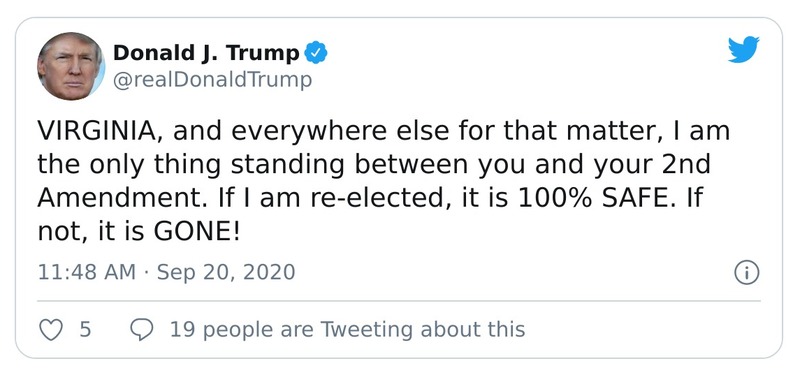 Donald J. Trump
@realDonaldTrump
VIRGINIA, and everywhere else for that matter, I am
the only thing standing between you and your 2nd
Amendment. If I am re-elected, it is 100% SAFE. If
not, it is GONE!
11:48 AM · Sep 20, 2020
5 19 people are Tweeting about this